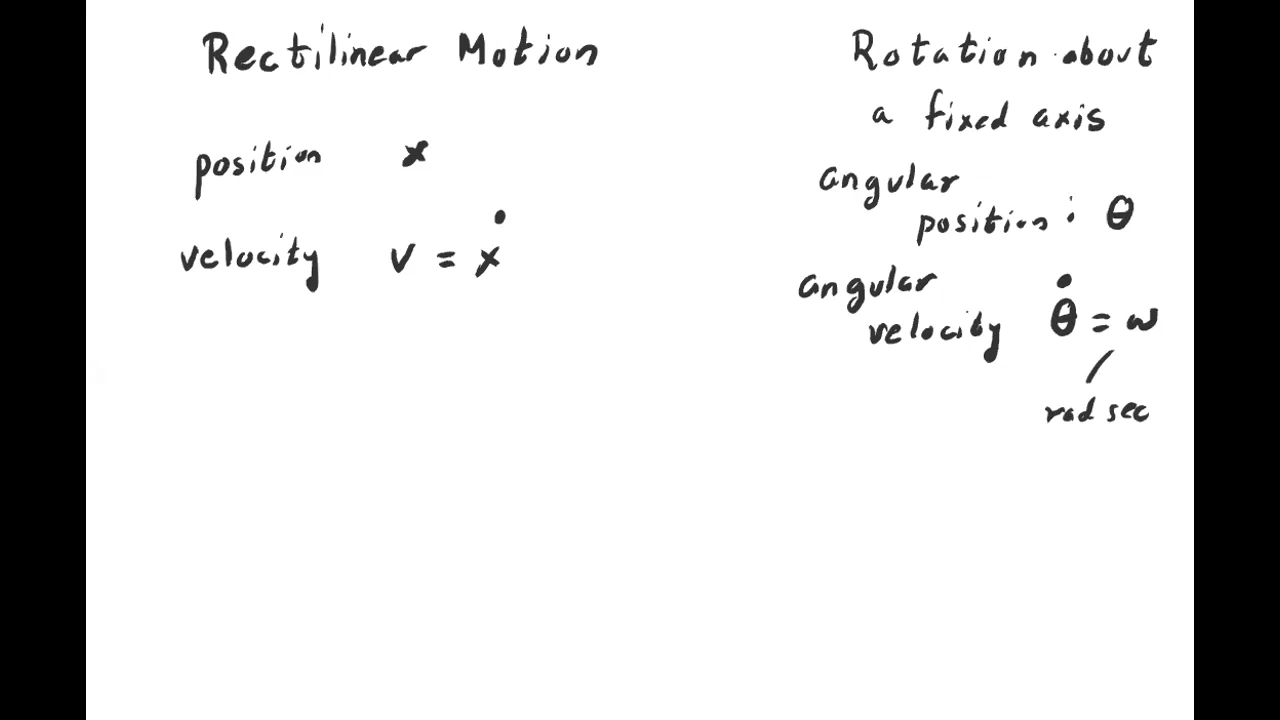 Rectilinear Motion
position x
velocity v = ẋ
Rotation about
a fixed axis
angular
position : θ
angular
velocity θ̇ = ω
rad sec